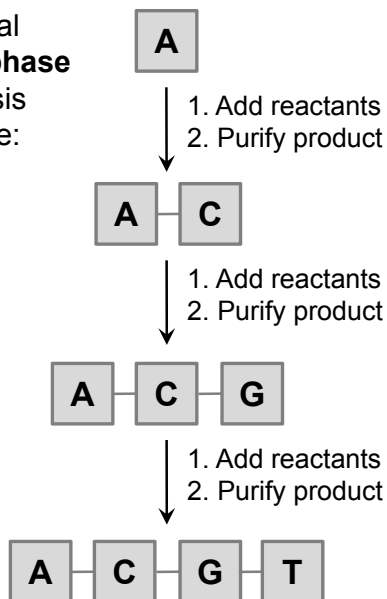 al
phase
sis
e:
A
1. Add reactants
2. Purify product
A C
1. Add reactants
2. Purify product
A C G
1. Add reactants
2. Purify product
A C G T